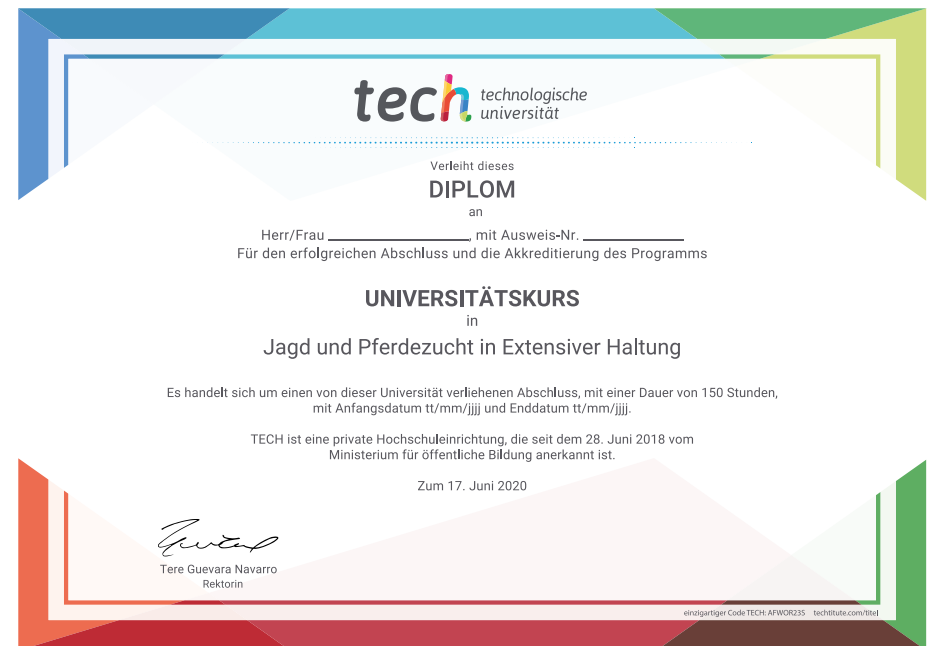 tech technologische
universität
Verleiht dieses
DIPLOM
an
Herr/Frau ____________, mit Ausweis-Nr. ____________
Für den erfolgreichen Abschluss und die Akkreditierung des Programms
UNIVERSITÄTSKURS
in
Jagd und Pferdezucht in Extensiver Haltung
Es handelt sich um einen von dieser Universität verliehenen Abschluss, mit einer Dauer von 150 Stunden,
mit Anfangsdatum tt/mm/jjjj und Enddatum tt/mm/jjjj.
TECH ist eine private Hochschuleinrichtung, die seit dem 28. Juni 2018 vom
Ministerium für öffentliche Bildung anerkannt ist.
Zum 17. Juni 2020
Tere Guevara Navarro
Rektorin
einzigartiger Code TECH: AFWOR23S techtitute.com/titel